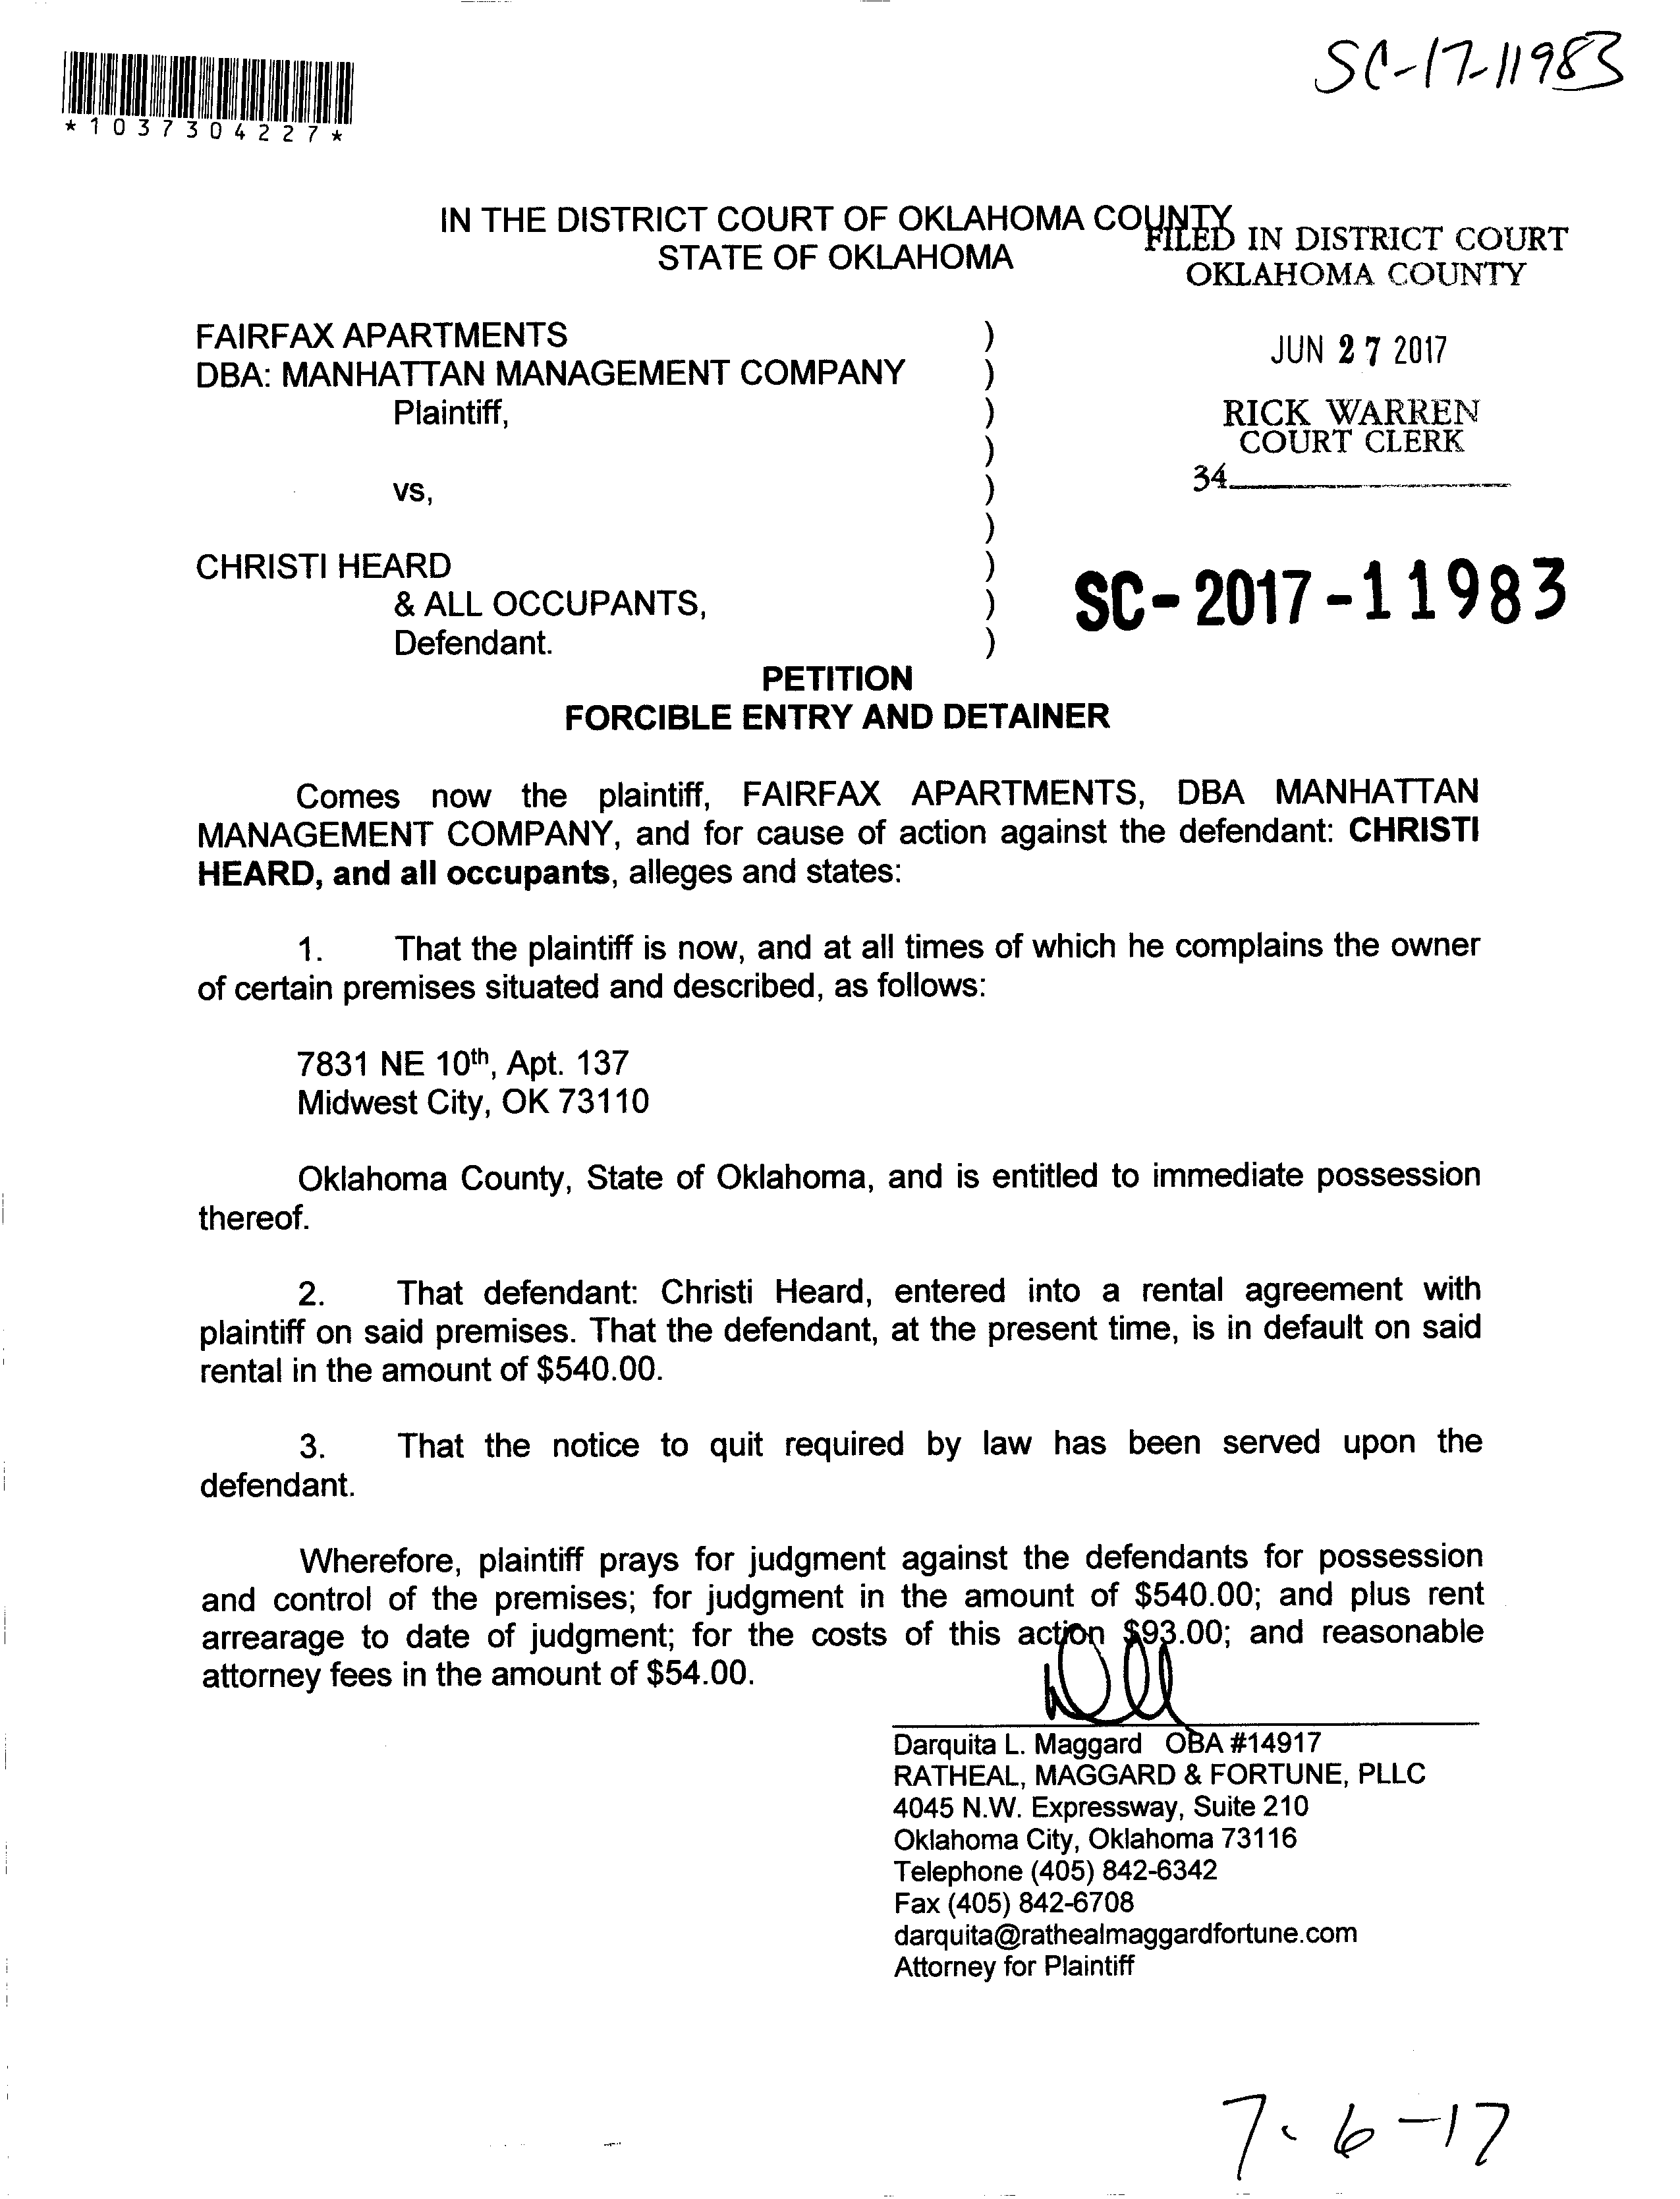 SC-17-11983
*1037304227*
IN THE DISTRICT COURT OF OKLAHOMA COUNTY
STATE OF OKLAHOMA
FILED IN DISTRICT COURT
OKLAHOMA COUNTY
JUN 27 2017
RICK WARREN
COURT CLERK
34
FAIRFAX APARTMENTS )
DBA: MANHATTAN MANAGEMENT COMPANY )
Plaintiff, )
)
vs, )
)
CHRISTI HEARD )
& ALL OCCUPANTS, )
Defendant. )
SC-2017-11983
PETITION
FORCIBLE ENTRY AND DETAINER
Comes now the plaintiff, FAIRFAX APARTMENTS, DBA MANHATTAN
MANAGEMENT COMPANY, and for cause of action against the defendant: CHRISTI
HEARD, and all occupants, alleges and states:
1. That the plaintiff is now, and at all times of which he complains the owner
of certain premises situated and described, as follows:
7831 NE 10th, Apt. 137
Midwest City, OK 73110
Oklahoma County, State of Oklahoma, and is entitled to immediate possession
thereof.
2. That defendant: Christi Heard, entered into a rental agreement with
plaintiff on said premises. That the defendant, at the present time, is in default on said
rental in the amount of $540.00.
3. That the notice to quit required by law has been served upon the
defendant.
Wherefore, plaintiff prays for judgment against the defendants for possession
and control of the premises; for judgment in the amount of $540.00; and plus rent
arrearage to date of judgment; for the costs of this action $93.00; and reasonable
attorney fees in the amount of $54.00.
Darquita L. Maggard OBA #14917
RATHEAL, MAGGARD & FORTUNE, PLLC
4045 N.W. Expressway, Suite 210
Oklahoma City, Oklahoma 73116
Telephone (405) 842-6342
Fax (405) 842-6708
darquita@rathealmaggardfortune.com
Attorney for Plaintiff
7-6-17